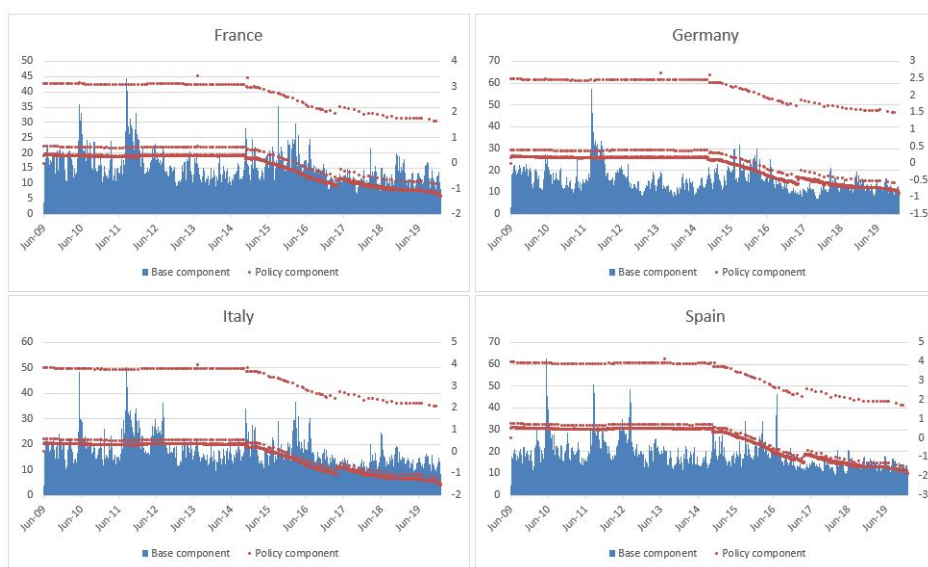 France
Germany
50 4 70 3
45 60 2.5
40 3 2
35 2 50 1.5
30 40 1
25 1 0.5
20 0 30 0
15 20 -0.5
10 -1 10 -1
5
0 -2 0 -1.5
Jun-09 Jun-10 Jun-11 Jun-12 Jun-13 Jun-14 Jun-15 Jun-16 Jun-17 Jun-18 Jun-19
Jun-09 Jun-10 Jun-11 Jun-12 Jun-13 Jun-14 Jun-15 Jun-16 Jun-17 Jun-18 Jun-19
Base component Policy component
Base component Policy component
Italy
Spain
60 5 70 5
50 4 60 4
40 3 50 3
30 2 40 2
20 1 30 1
10 0 20 0
0 -1 10 -1
-2 0 -2
-3
Jun-09 Jun-10 Jun-11 Jun-12 Jun-13 Jun-14 Jun-15 Jun-16 Jun-17 Jun-18 Jun-19
Jun-09 Jun-10 Jun-11 Jun-12 Jun-13 Jun-14 Jun-15 Jun-16 Jun-17 Jun-18 Jun-19
Base component Policy component
Base component Policy component